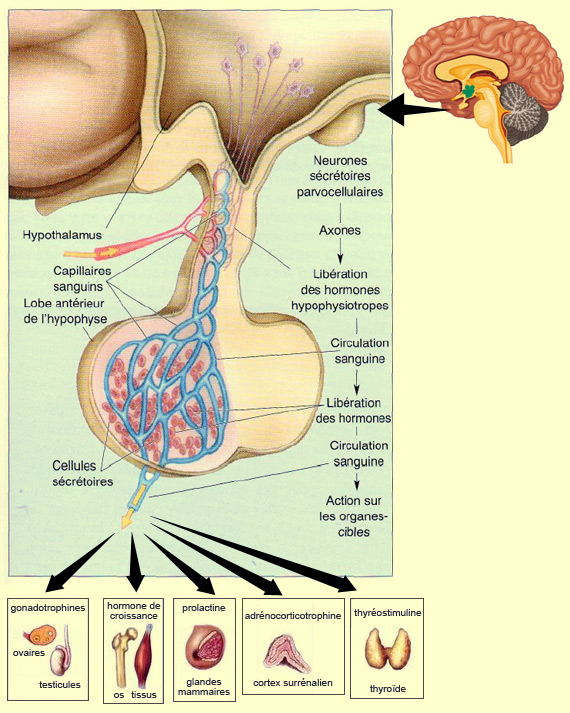 Neurones
sécrétoires
parvocellulaires
Axones
Libération
des hormones
hypophysiotropes
Circulation
sanguine
Libération
des hormones
Circulation
sanguine
Action sur
les organes-
cibles
Hypothalamus
Capillaires
sanguins
Lobe antérieur
de l'hypophyse
Cellules
sécrétoires
gonadotrophines
ovaires
testicules
hormone de
croissance
os tissus
prolactine
glandes
mammaires
adrénocorticotrophine
cortex surrénalien
thyréostimuline
thyroïde